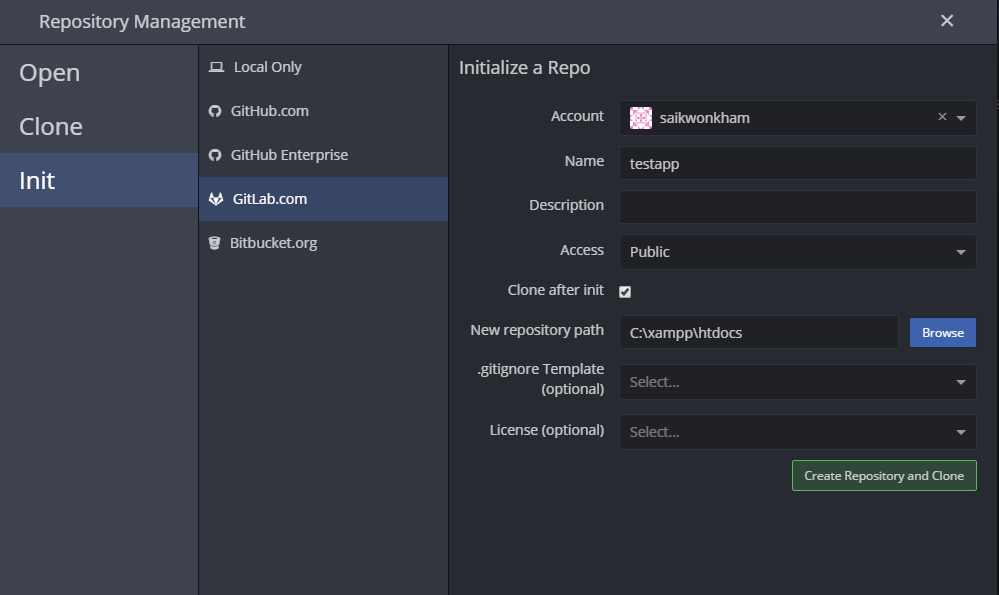 Repository Management
Open
Clone
Init
Local Only
GitHub.com
GitHub Enterprise
GitLab.com
Bitbucket.org
Initialize a Repo
Account saikwonkham
Name testapp
Description
Access Public
Clone after init
New repository path C:\xampp\htdocs Browse
.gitignore Template
(optional) Select...
License (optional) Select...
Create Repository and Clone